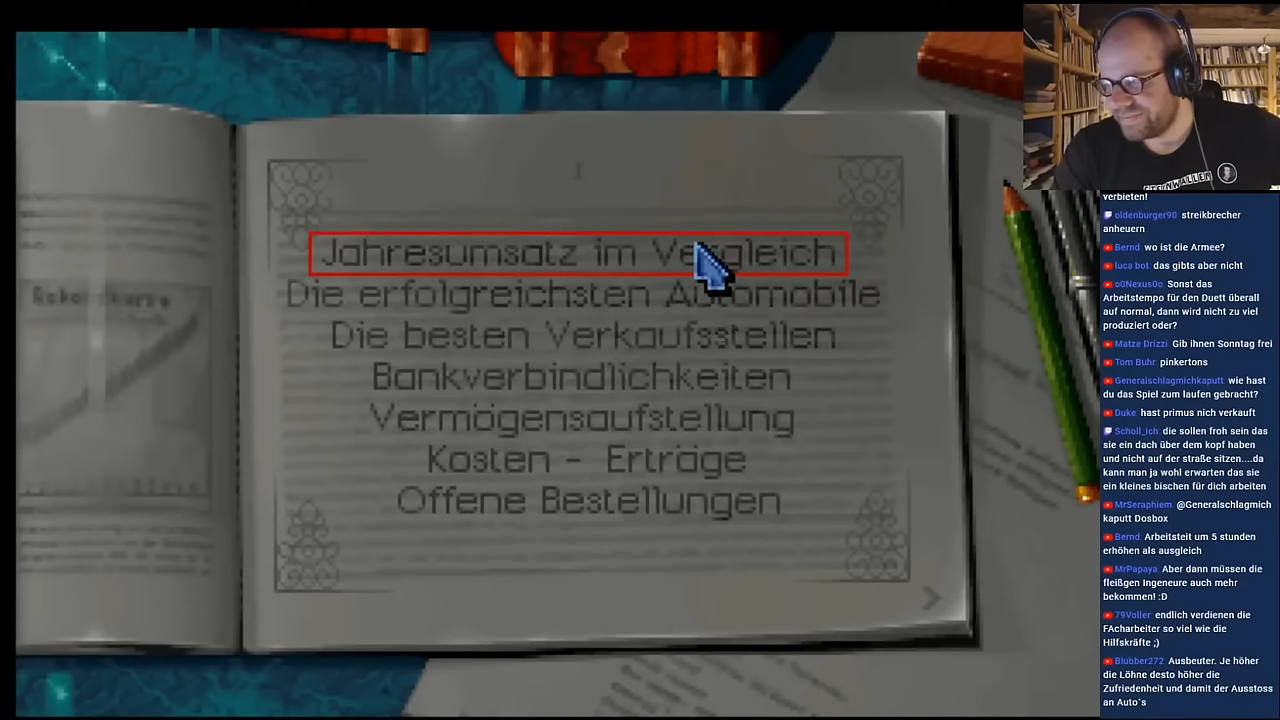 Jahresumsatz im Vergleich
Die erfolgreichsten Automobile
Die besten Verkaufsstellen
Bankverbindlichkeiten
Vermögensaufstellung
Kosten - Erträge
Offene Bestellungen
verbieten!
oldenburger90 streikbrecher
anheuern
Bernd wo ist die Armee?
luca bot das gibts aber nicht
o0Nexus0o Sonst das
Arbeitstempo für den Duett überall
auf normal, dann wird nicht zu viel
produziert oder?
Matze Drizzi Gib ihnen Sonntag frei
Tom Buhr pinkertons
Generalschlagmichkaputt wie hast
du das Spiel zum laufen gebracht?
Duke hast primus nich verkauft
Scholl_ich die sollen froh sein das
sie ein dach über dem kopf haben
und nicht auf der straße sitzen....da
kann man ja wohl erwarten das sie
ein kleines bischen für dich arbeiten
MrSeraphiem @Generalschlagmich
kaputt Dosbox
Bernd Arbeitsteit um 5 stunden
erhöhen als ausgleich
MrPapaya Aber dann müssen die
fleißgen Ingeneure auch mehr
bekommen! :D
79Voller endlich verdienen die
FAcharbeiter so viel wie die
Hilfskräfte ;)
Blubber272 Ausbeuter. Je höher
die Löhne desto höher die
Zufriedenheit und damit der Ausstoss
an Auto´s